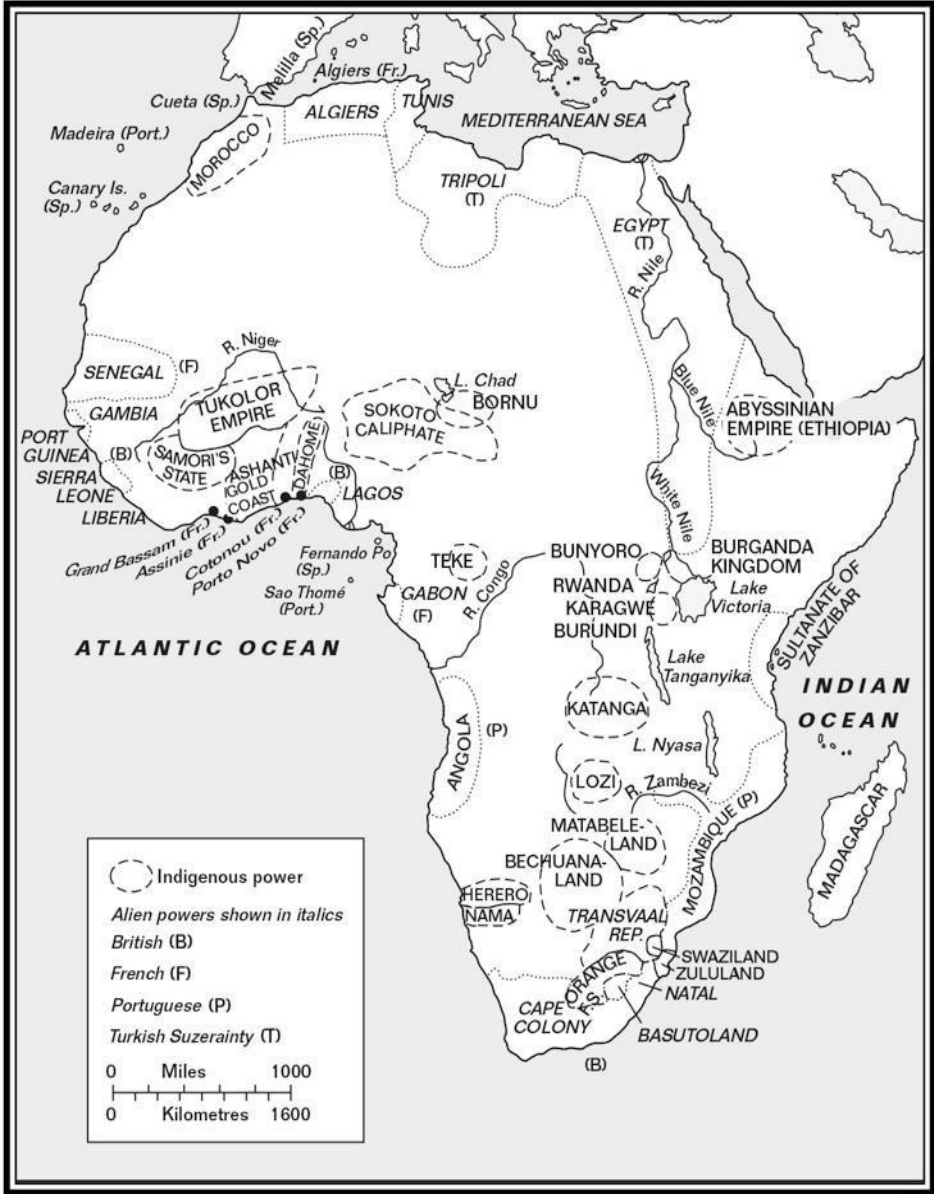 Melilla (Sp.)
Algiers (Fr.)
Cueta (Sp.)
ALGIERS
TUNIS
MEDITERRANEAN SEA
Madeira (Port.)
MOROCCO
Canary Is.
(Sp.)
TRIPOLI
(T)
EGYPT
(T)
R. Nile
R. Niger
SENEGAL
(F)
L. Chad
BORNU
Blue Nile
GAMBIA
TUKOLOR
EMPIRE
SOKOTO
CALIPHATE
ABYSSINIAN
EMPIRE (ETHIOPIA)
PORT
GUINEA
(B)
SAMORI'S
STATE
ASHANTI
DAHOME
(B)
SIERRA
LEONE
GOLD
COAST
LAGOS
White Nile
LIBERIA
Grand Bassam (Fr.)
Assinie (Fr.)
Cotonou (Fr.)
Porto Novo (Fr.)
Fernando Po
(Sp.)
Sao Thomé
(Port.)
TEKE
GABON
(F)
R. Congo
BUNYORO
BURGANDA
KINGDOM
RWANDA
KARAGWE
BURUNDI
Lake
Victoria
SULTANATE OF
ZANZIBAR
ATLANTIC OCEAN
Lake
Tanganyika
INDIAN
OCEAN
KATANGA
ANGOLA
(P)
L. Nyasa
LOZI
R. Zambezi
MOZAMBIQUE (P)
MADAGASCAR
MATABELE-
LAND
BECHUANA-
LAND
HERERO
NAMA
TRANSVAAL
REP.
SWAZILAND
ZULULAND
ORANGE
F.S.
NATAL
CAPE
COLONY
BASUTOLAND
(B)
Indigenous power
Alien powers shown in italics
British (B)
French (F)
Portuguese (P)
Turkish Suzerainty (T)
0 Miles 1000
0 Kilometres 1600